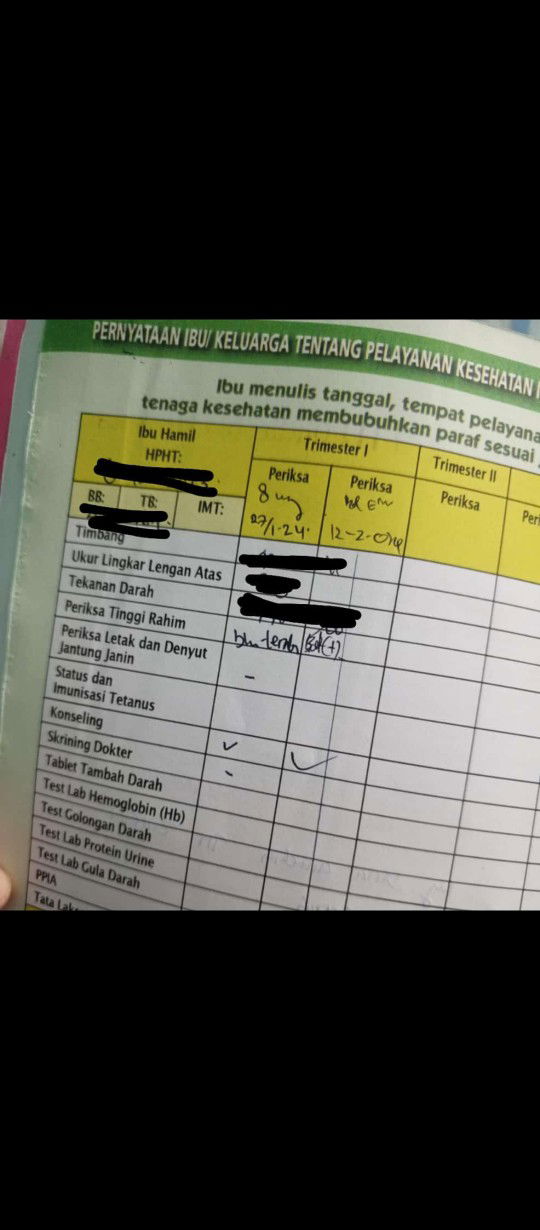 PERNYATAAN IBU/ KELUARGA TENTANG PELAYANAN KESEHATAN
Ibu menulis tanggal, tempat pelayana
tenaga kesehatan membubuhkan paraf sesuai
Ibu Hamil
HPHT:
Trimester I
Trimester II
Periksa
Periksa
Periksa
Peri
8
27/1-24
12-2-
BB:
TB:
IMT:
Timbang
Ukur Lingkar Lengan Atas
Tekanan Darah
Periksa Tinggi Rahim
Periksa Letak dan Denyut
Jantung Janin
(+)
Status dan
Imunisasi Tetanus
-
Konseling
Skrining Dokter
Tablet Tambah Darah
Test Lab Hemoglobin (Hb)
Test Golongan Darah
Test Lab Protein Urine
Test Lab Gula Darah
PPIA
Tata